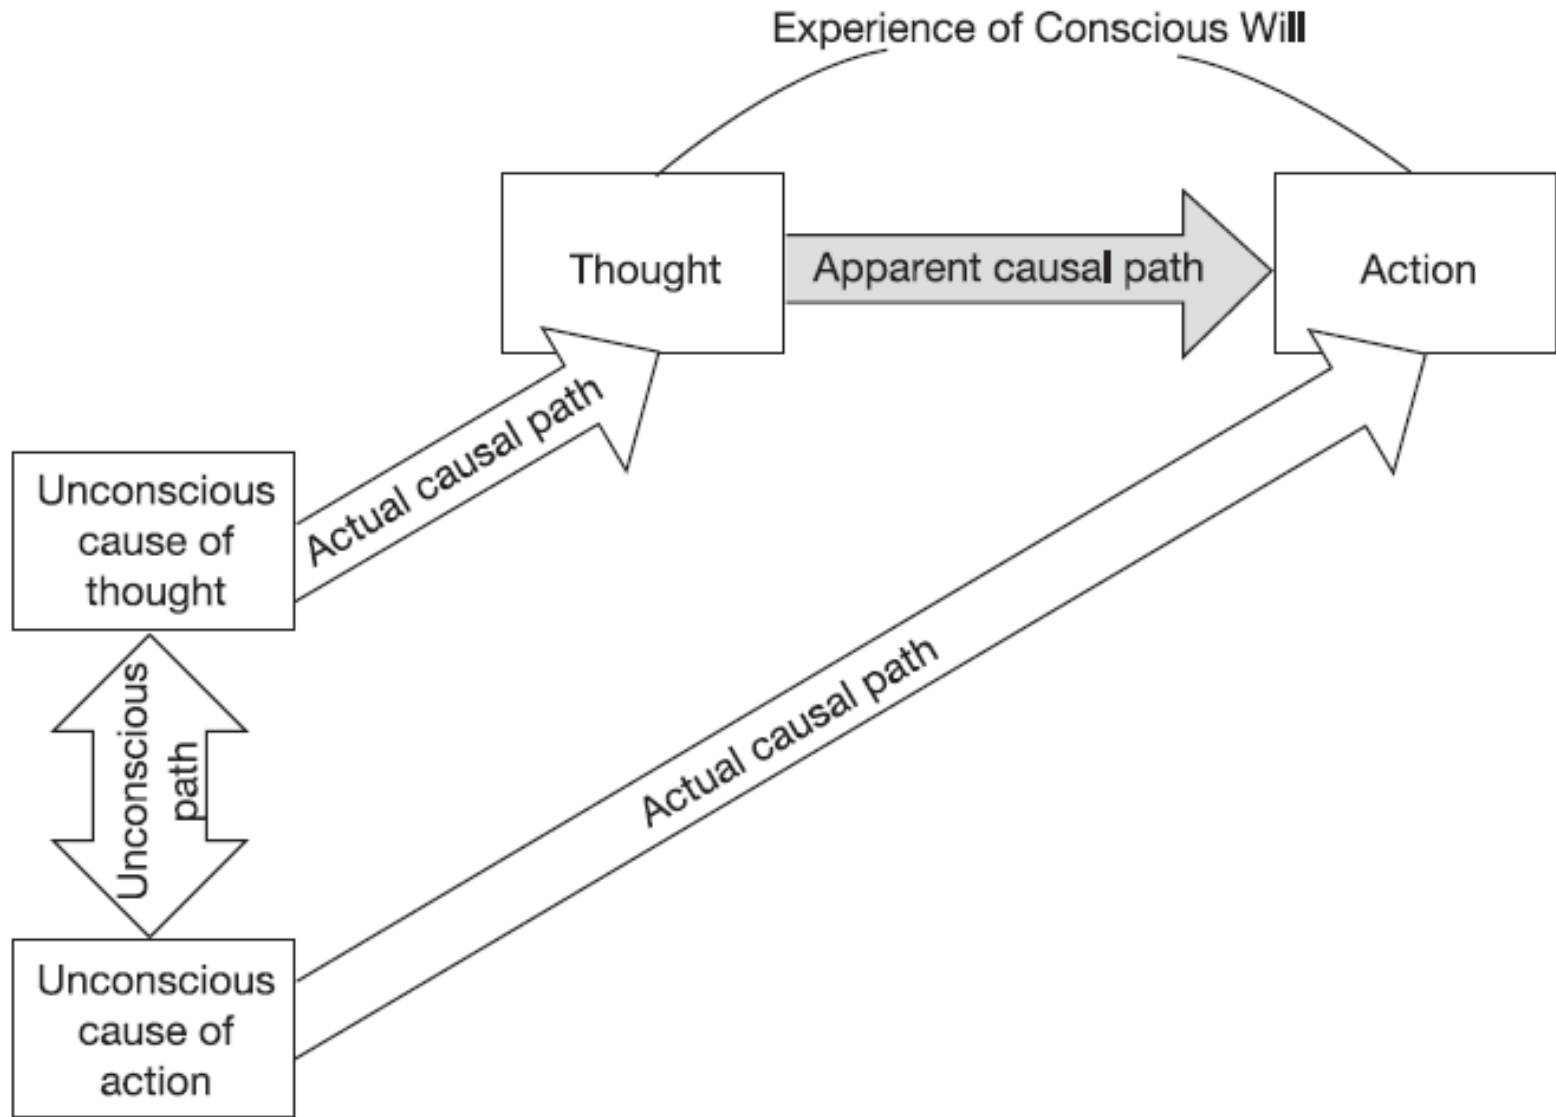 Experience of Conscious Will
Thought
Apparent causal path
Action
Actual causal path
Unconscious
cause of
thought
Unconscious
path
Actual causal path
Unconscious
cause of
action